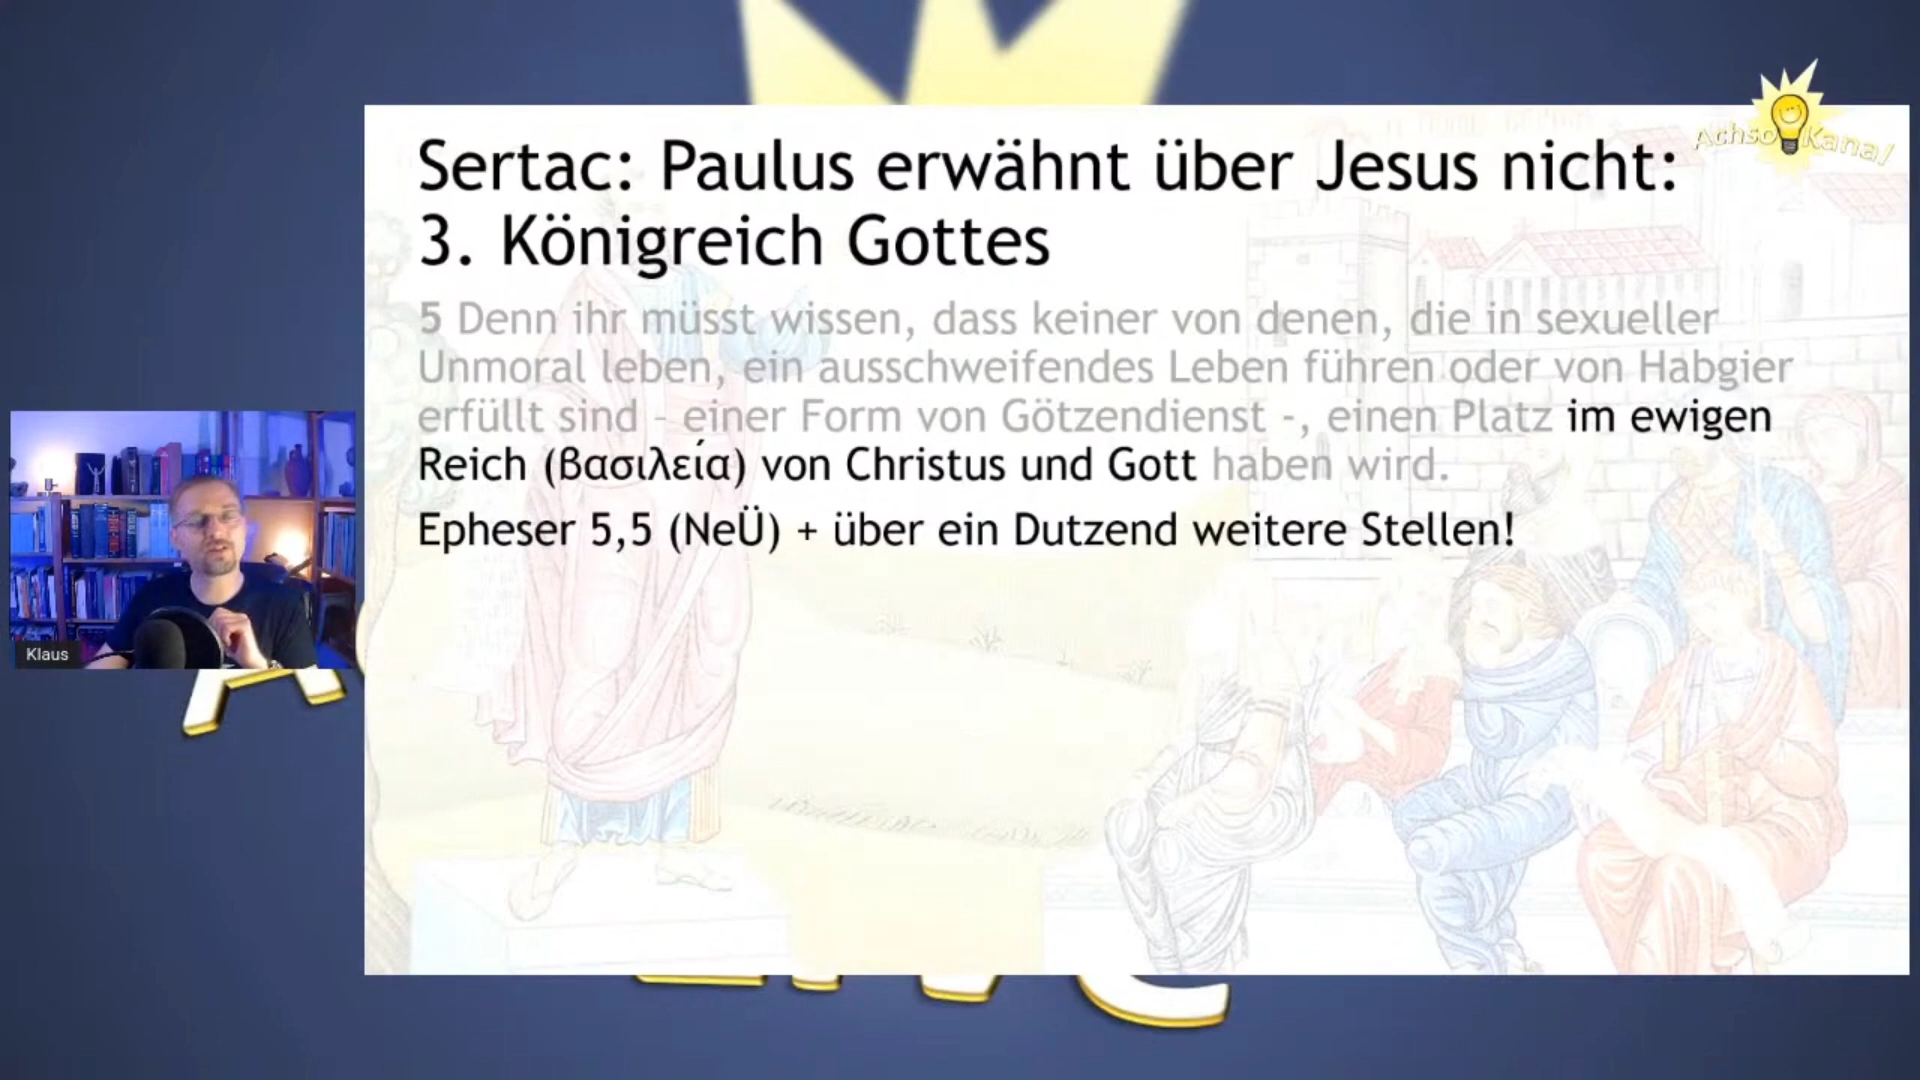 Achso Kanal
Sertac: Paulus erwähnt über Jesus nicht:
3. Königreich Gottes
5 Denn ihr müsst wissen, dass keiner von denen, die in sexueller
Unmoral leben, ein ausschweifendes Leben führen oder von Habgier
erfüllt sind – einer Form von Götzendienst -, einen Platz im ewigen
Reich (βασιλεία) von Christus und Gott haben wird.
Epheser 5,5 (NeÜ) + über ein Dutzend weitere Stellen!
Klaus